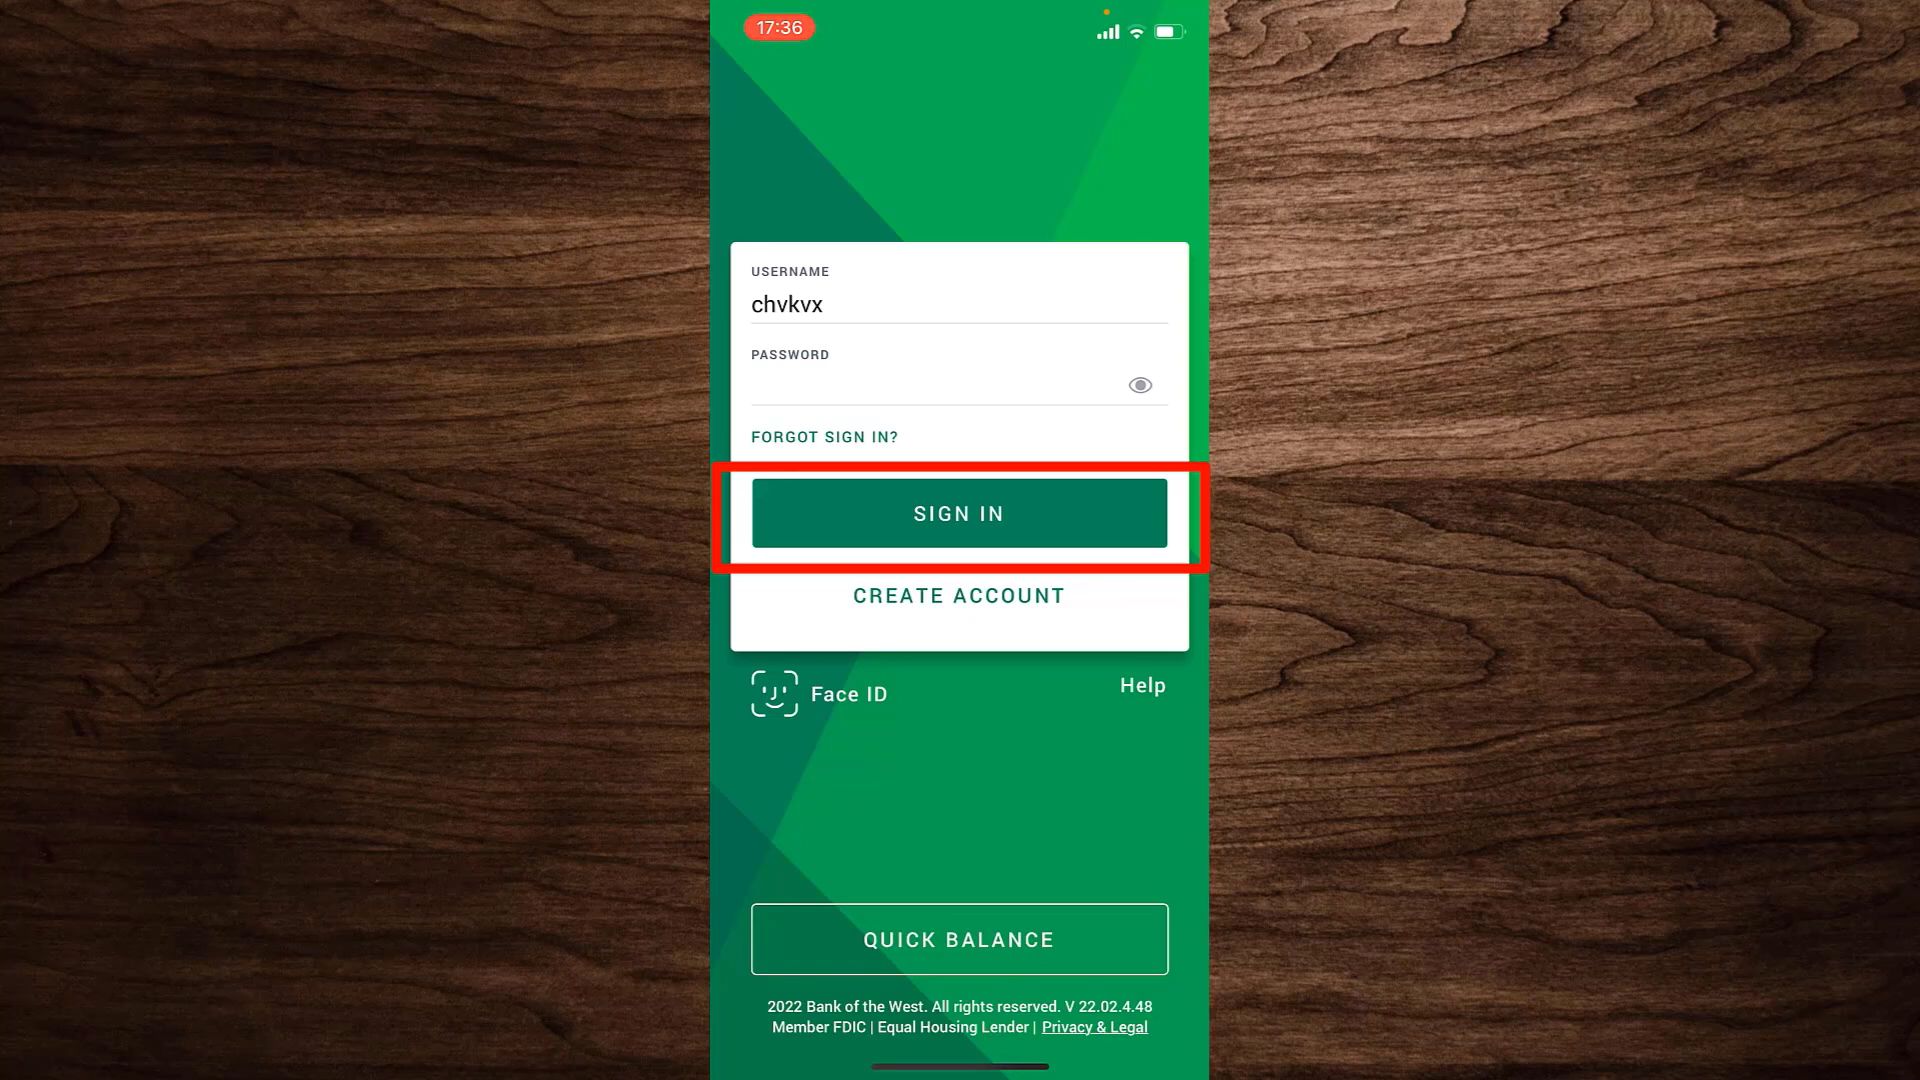 17:36
USERNAME
chvkvx
PASSWORD
FORGOT SIGN IN?
SIGN IN
CREATE ACCOUNT
Face ID
Help
QUICK BALANCE
2022 Bank of the West. All rights reserved. V 22.02.4.48
Member FDIC | Equal Housing Lender | Privacy & Legal